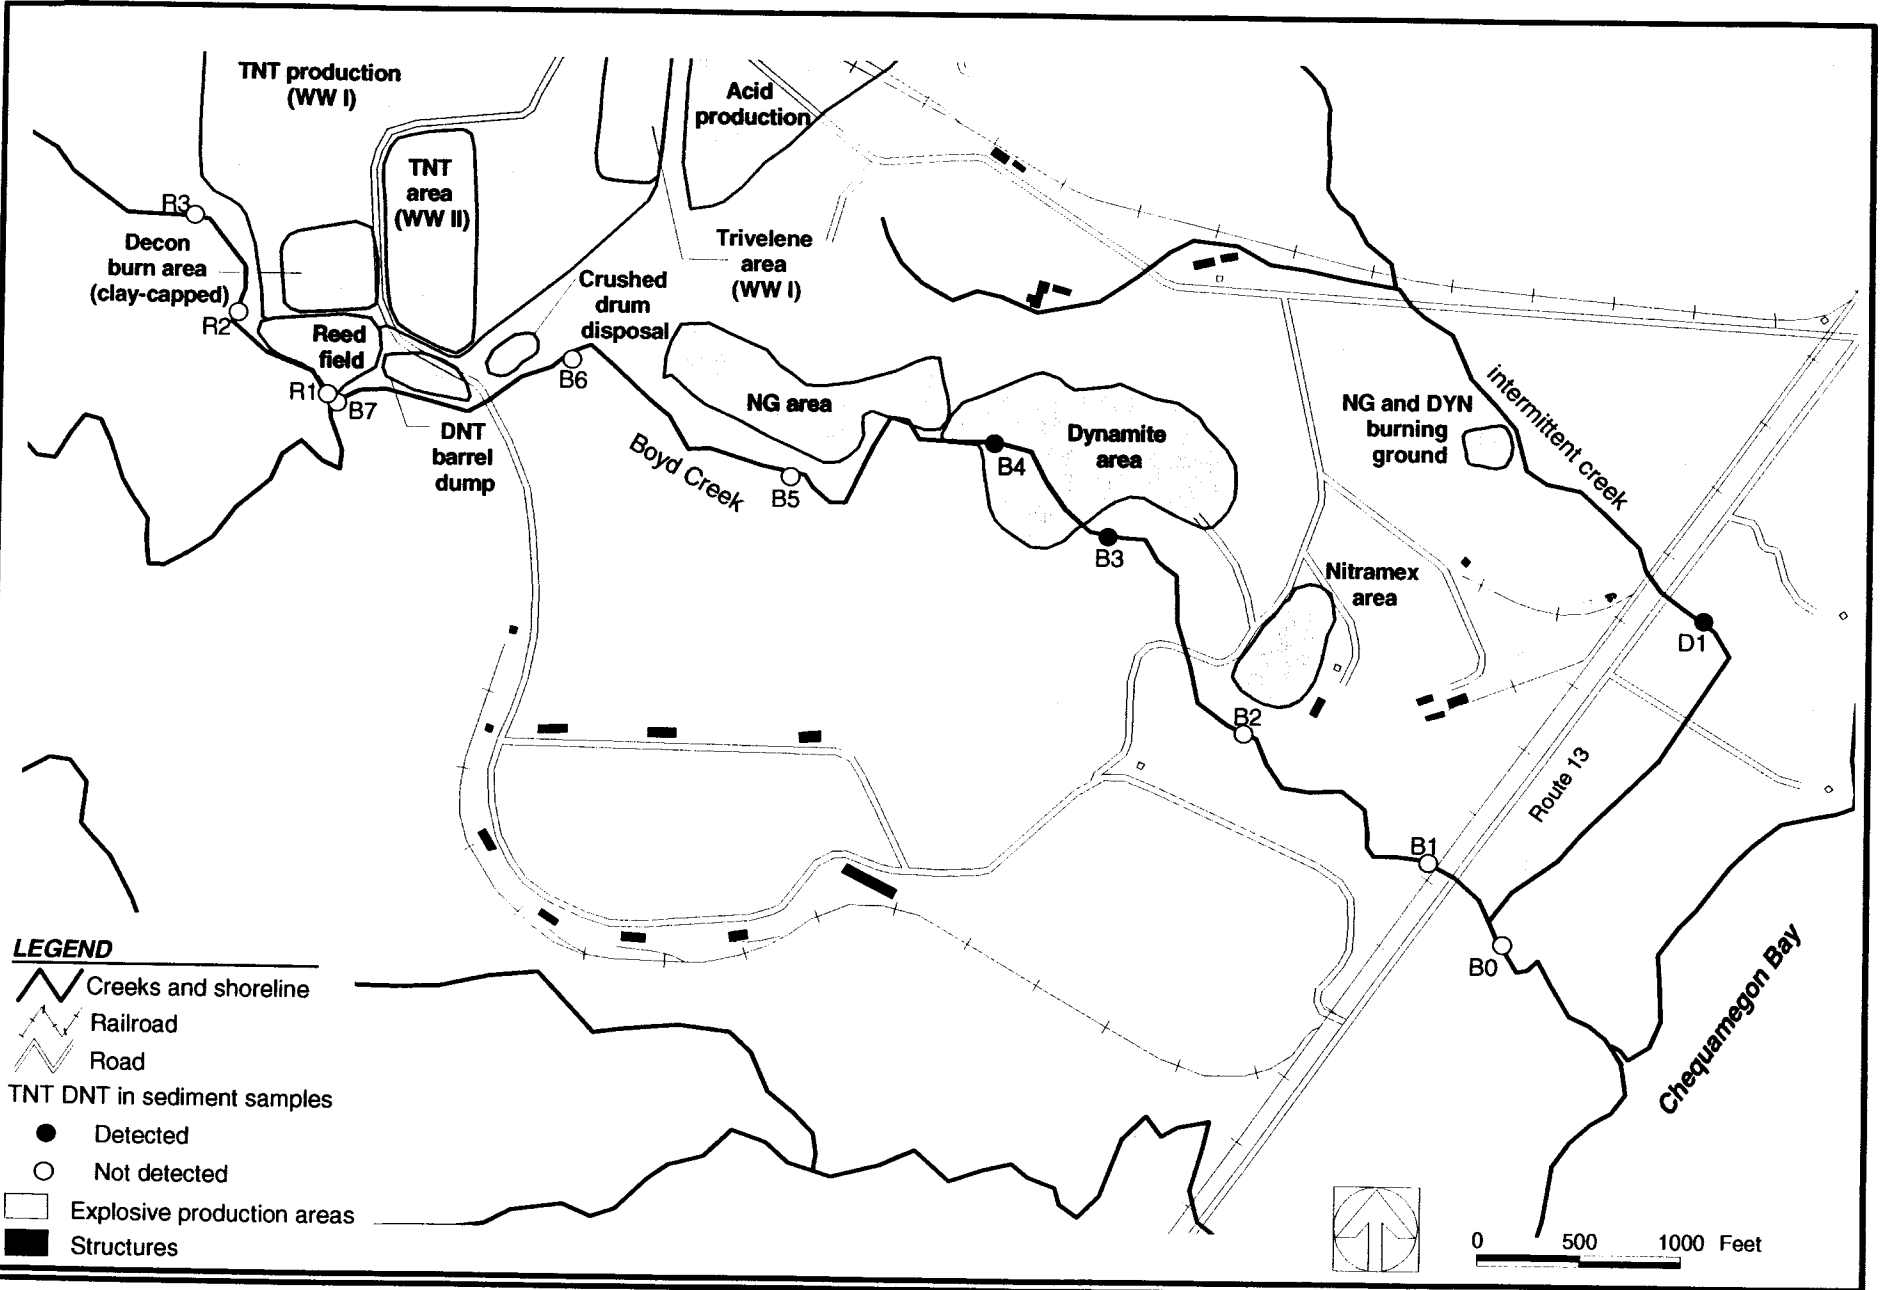 TNT production
(WW I)
Acid
production
TNT
area
(WW II)
R3
Decon
burn area
(clay-capped)
R2
Trivelene
area
(WW I)
Crushed
drum
disposal
Reed
field
B6
R1
B7
DNT
barrel
dump
NG area
Boyd Creek
B5
Dynamite
area
B4
B3
intermittent creek
NG and DYN
burning
ground
Nitramex
area
D1
B2
Route 13
B1
B0
Chequamegon Bay
LEGEND
Creeks and shoreline
Railroad
Road
TNT DNT in sediment samples
Detected
Not detected
Explosive production areas
Structures
0 500 1000 Feet